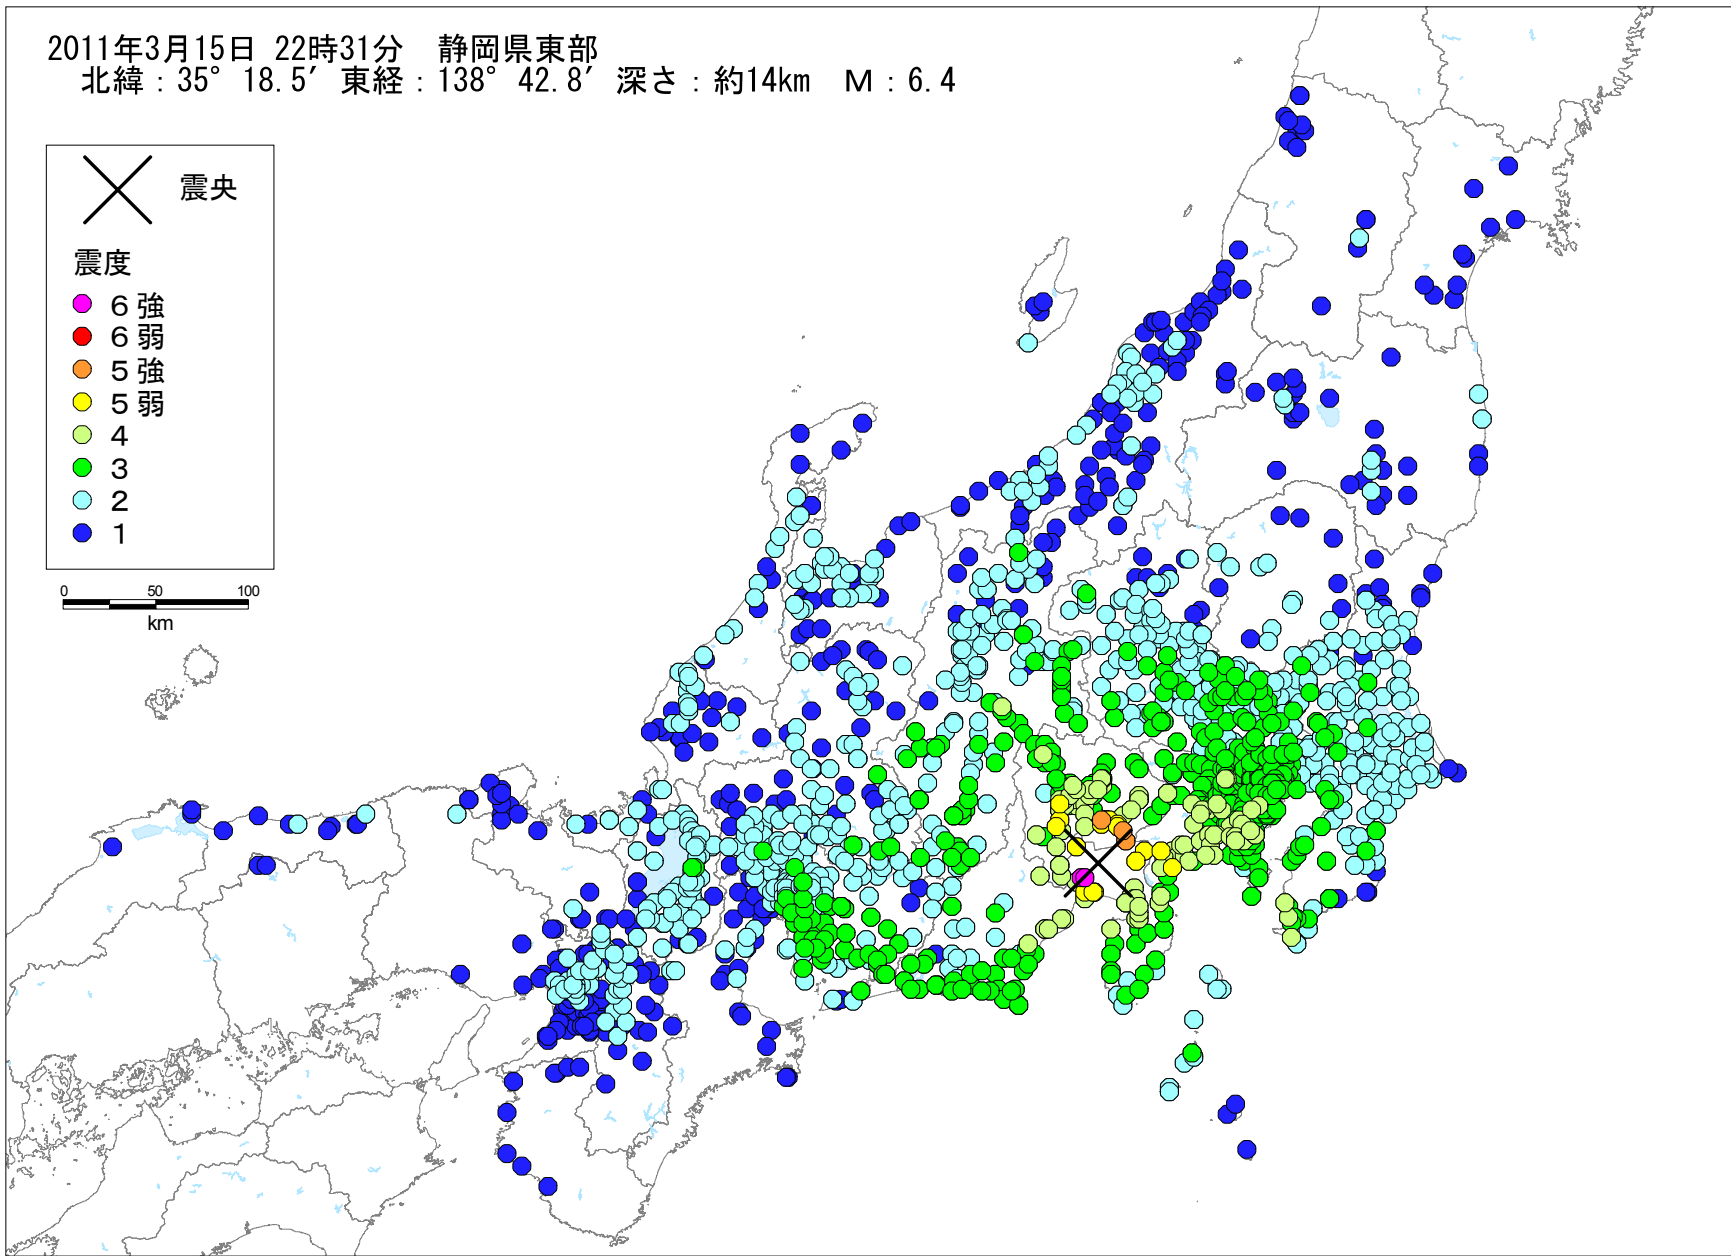 2011年3月15日 22時31分　静岡県東部
北緯：35° 18.5′ 東経：138° 42.8′ 深さ：約14km　Ｍ：6.4
震央
震度
６強
６弱
５強
５弱
４
３
２
１
0 50 100
km